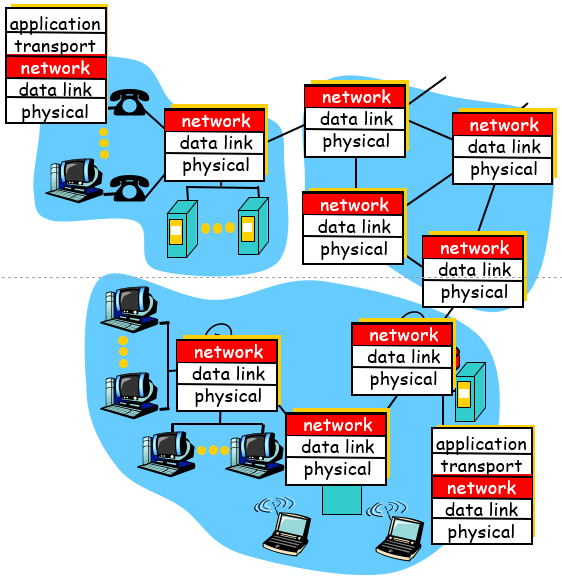 application
transport
network
data link
physical
network
data link
physical
network
data link
physical
network
data link
physical
network
data link
physical
network
data link
physical
network
data link
physical
network
data link
physical
network
data link
physical
application
transport
network
data link
physical